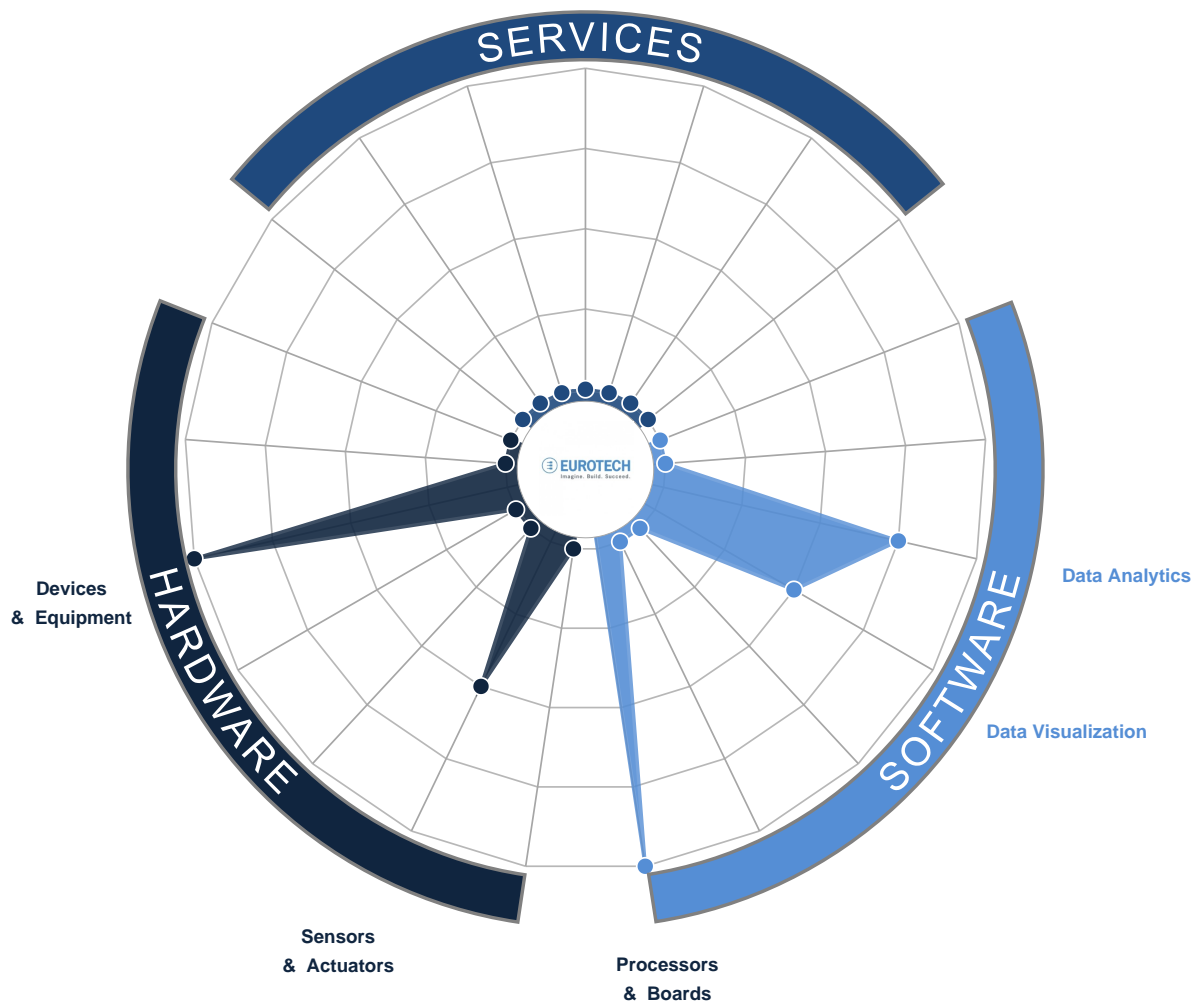 SERVICES
EUROTECH
Imagine. Build. Succeed.
Devices
& Equipment
HARDWARE
Data Analytics
SOFTWARE
Data Visualization
Sensors
& Actuators
Processors
& Boards